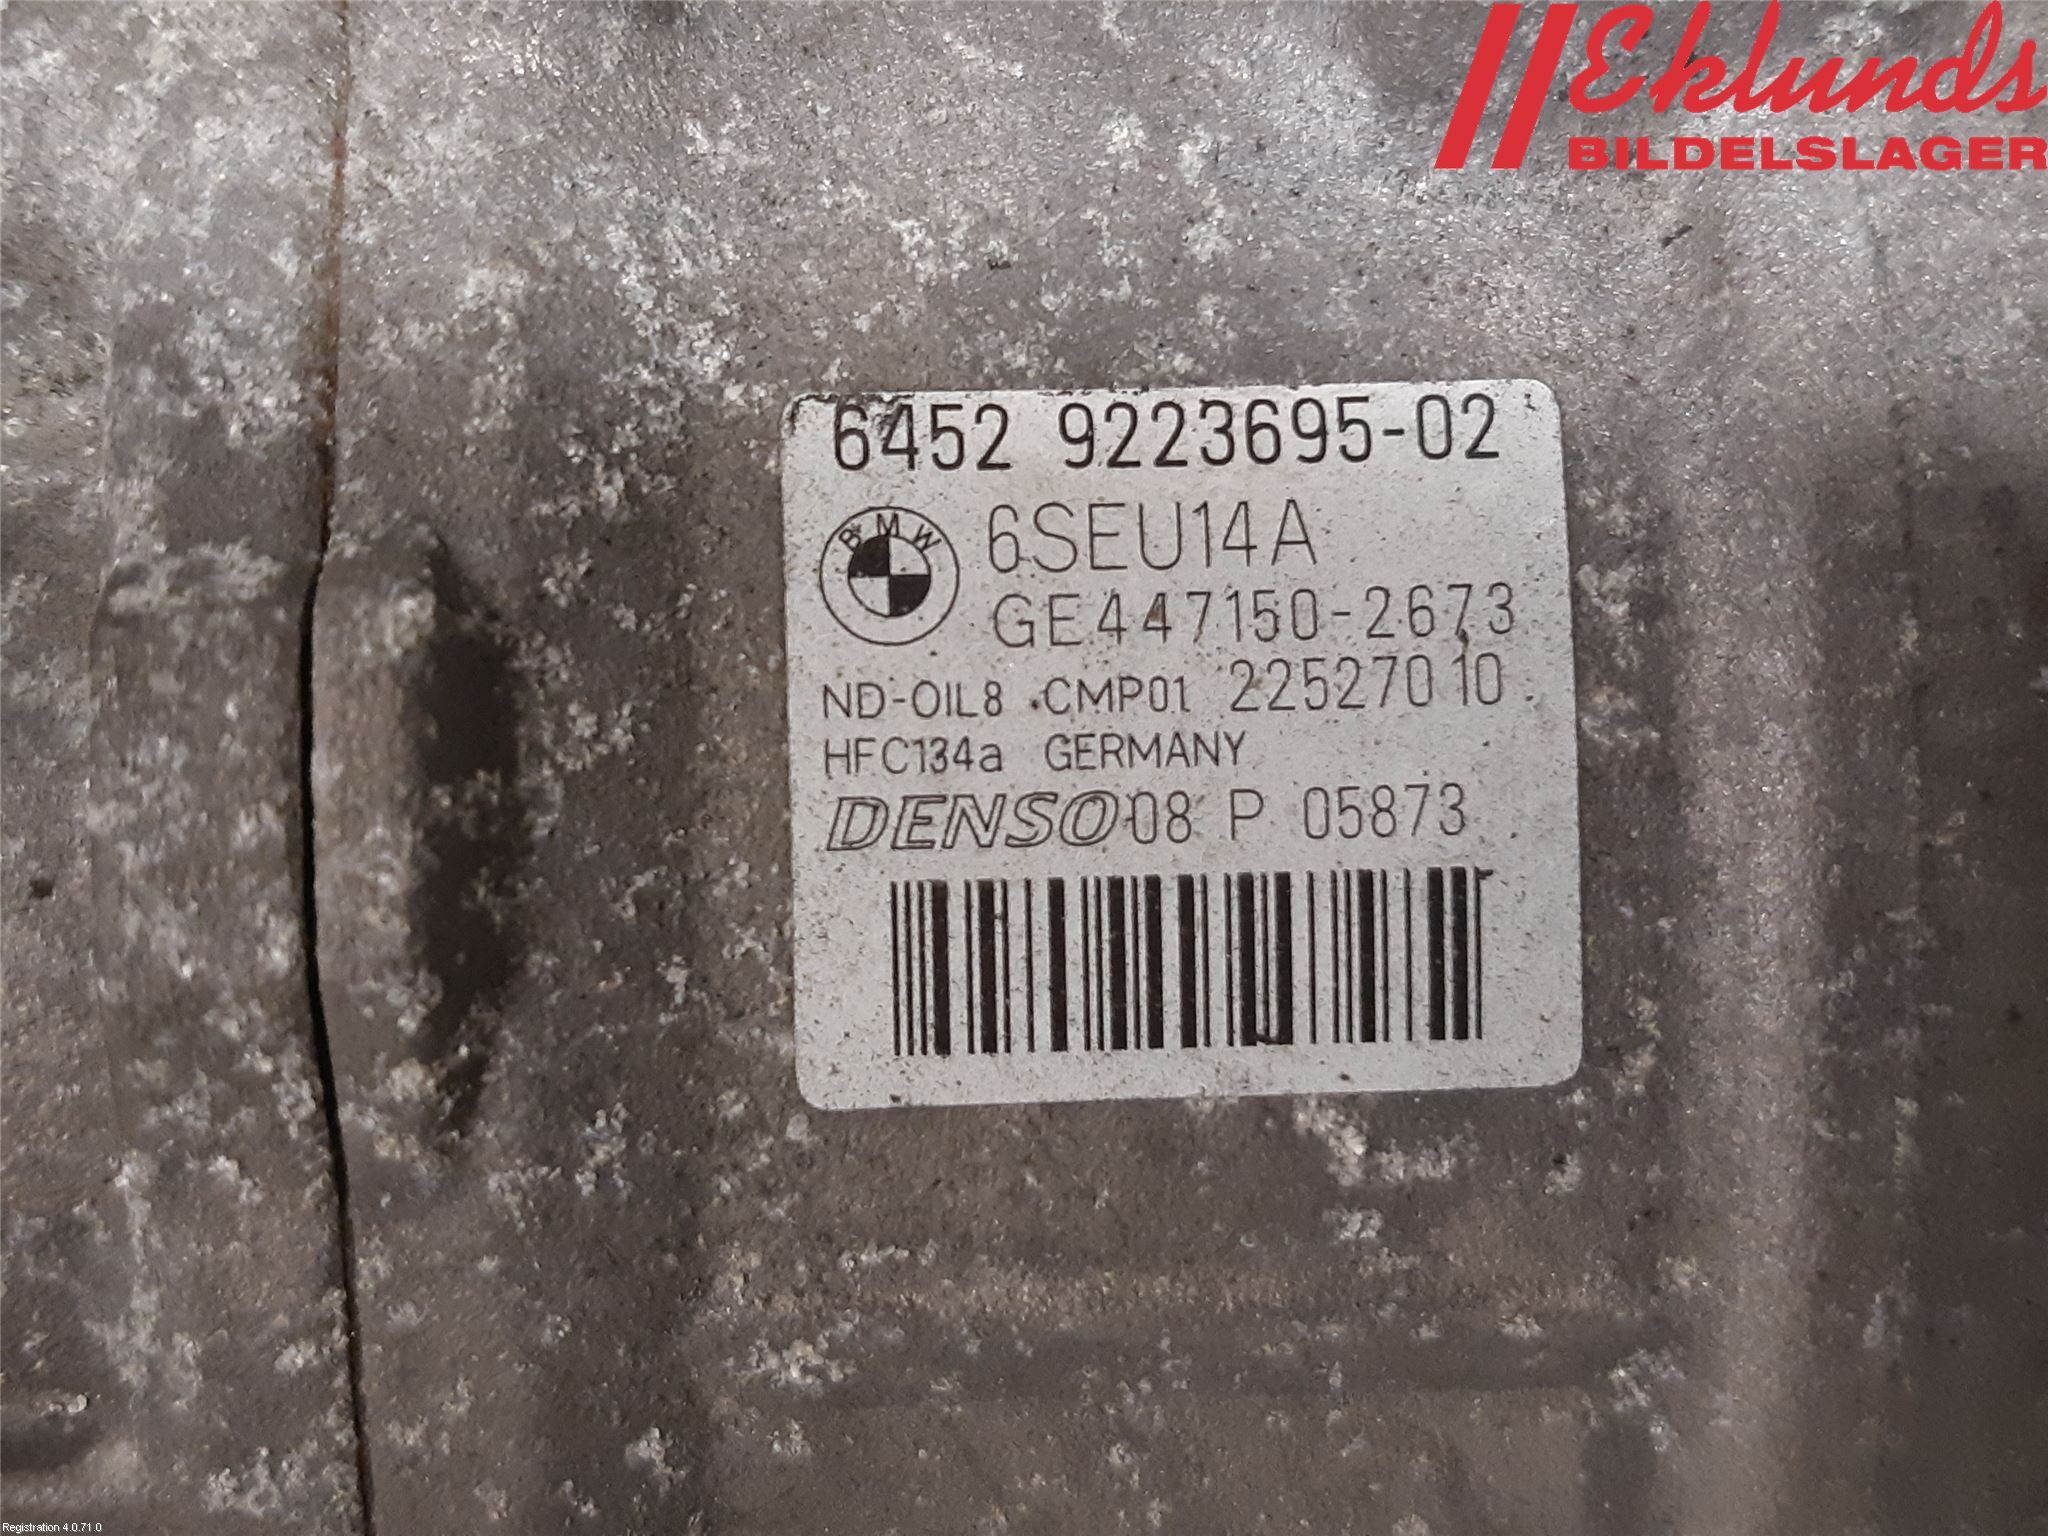 Eklunds
BILDELSLAGER
6452 9223695-02
BMW
6SEU14A
GE447150-2673
ND-OIL8 CMP01 22527010
HFC134a GERMANY
DENSO 08 P 05873
Registration 4.0.71.0